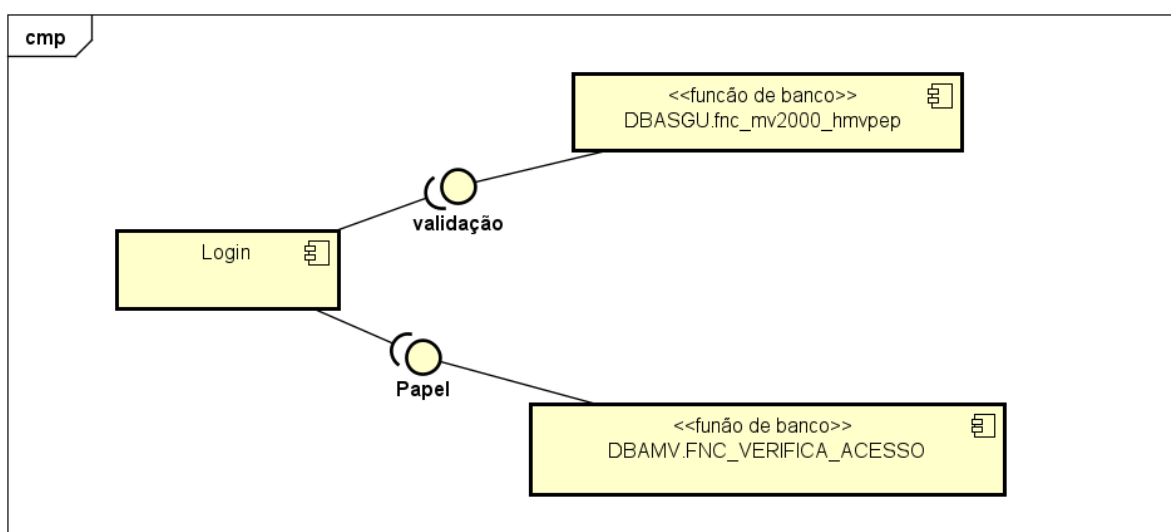 cmp
<<funcão de banco>>
DBASGU.fnc_mv2000_hmvpep
validação
Login
Papel
<<funão de banco>>
DBAMV.FNC_VERIFICA_ACESSO